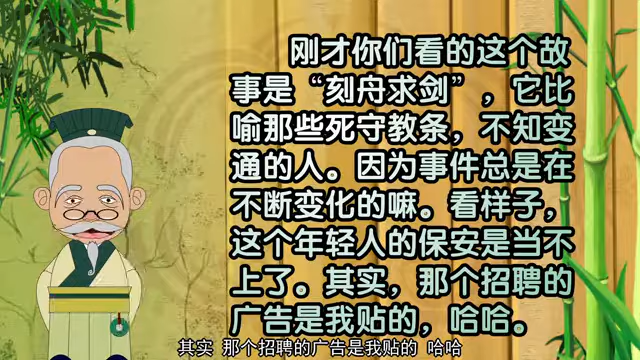 刚才你们看的这个故
事是“刻舟求剑”，它比
喻那些死守教条，不知变
通的人。因为事件总是在
不断变化的嘛。看样子，
这个年轻人的保安是当不
上了。其实，那个招聘的
广告是我贴的，哈哈。
其实 那个招聘的广告是我贴的 哈哈